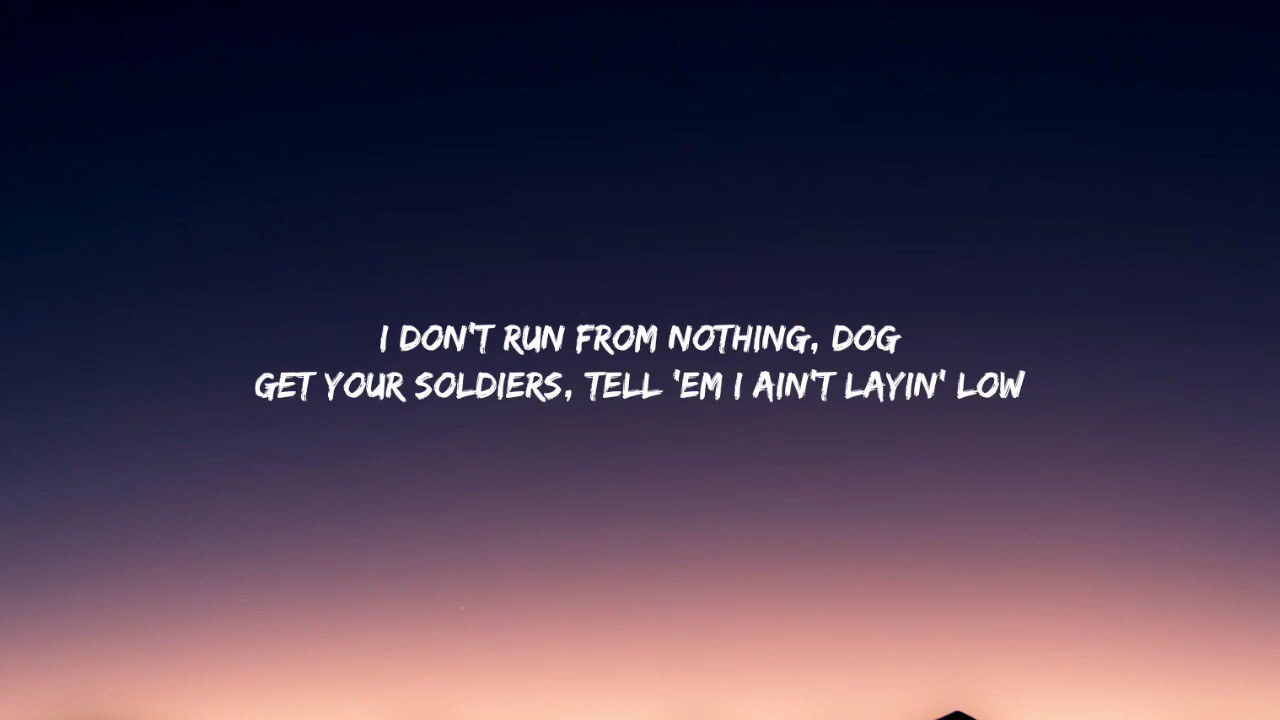 I DON'T RUN FROM NOTHING, DOG
GET YOUR SOLDIERS, TELL 'EM I AIN'T LAYIN' LOW